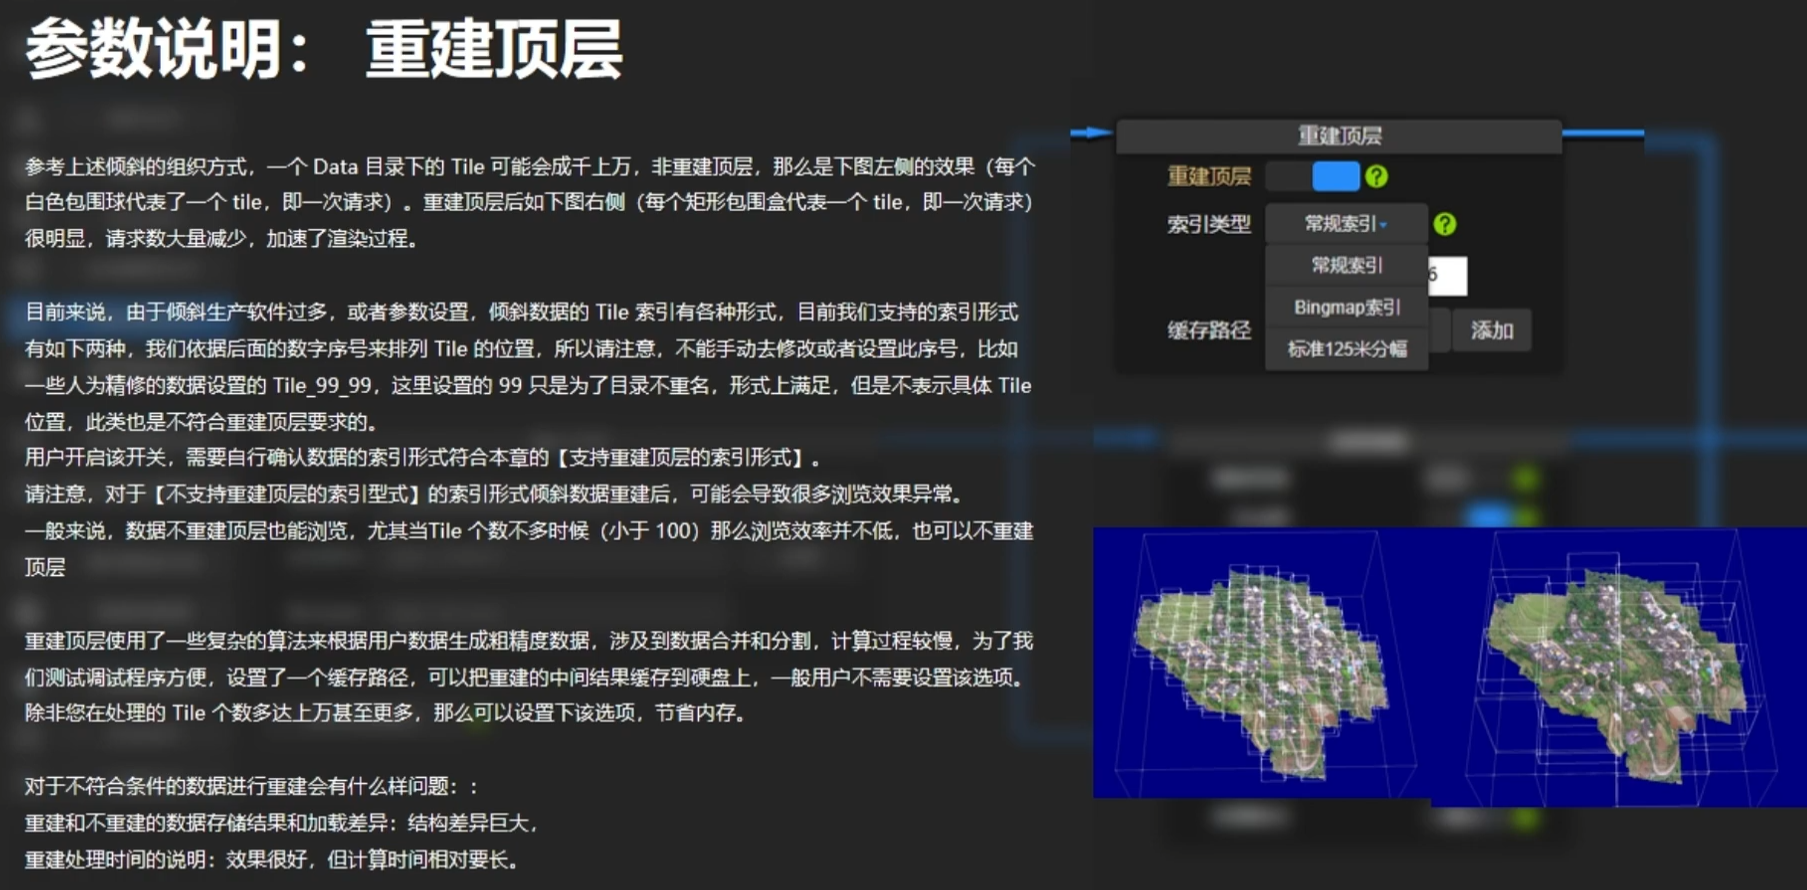 参数说明： 重建顶层
参考上述倾斜的组织方式，一个 Data 目录下的 Tile 可能会成千上万，非重建顶层，那么是下图左侧的效果（每个
白色包围球代表了一个 tile，即一次请求）。重建顶层后如下图右侧（每个矩形包围盒代表一个 tile，即一次请求）
很明显，请求数大量减少，加速了渲染过程。
目前来说，由于倾斜生产软件过多，或者参数设置，倾斜数据的 Tile 索引有各种形式，目前我们支持的索引形式
有如下两种，我们依据后面的数字序号来排列 Tile 的位置，所以请注意，不能手动去修改或者设置此序号，比如
一些人为精修的数据设置的 Tile_99_99，这里设置的 99 只是为了目录不重名，形式上满足，但是不表示具体 Tile
位置，此类也是不符合重建顶层要求的。
用户开启该开关，需要自行确认数据的索引形式符合本章的【支持重建顶层的索引形式】。
请注意，对于【不支持重建顶层的索引型式】的索引形式倾斜数据重建后，可能会导致很多浏览效果异常。
一般来说，数据不重建顶层也能浏览，尤其当Tile 个数不多时候（小于 100）那么浏览效率并不低，也可以不重建
顶层
重建顶层使用了一些复杂的算法来根据用户数据生成粗精度数据，涉及到数据合并和分割，计算过程较慢，为了我
们测试调试程序方便，设置了一个缓存路径，可以把重建的中间结果缓存到硬盘上，一般用户不需要设置该选项。
除非您在处理的 Tile 个数多达上万甚至更多，那么可以设置下该选项，节省内存。
对于不符合条件的数据进行重建会有什么样问题：：
重建和不重建的数据存储结果和加载差异：结构差异巨大，
重建处理时间的说明：效果很好，但计算时间相对要长。
重建顶层
重建顶层
索引类型 常规索引
常规索引
6
Bingmap索引
缓存路径 添加
标准125米分幅